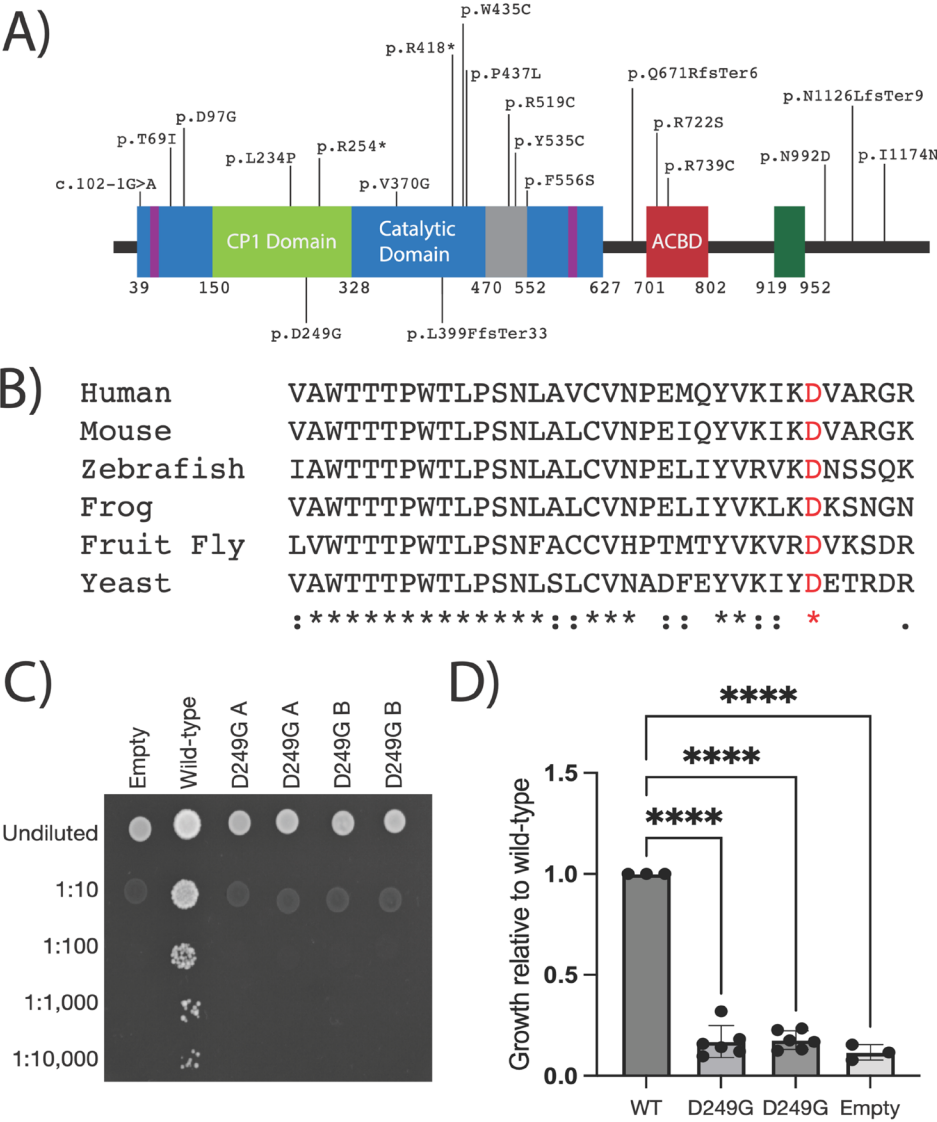 A)
p.W435C
p.R418*
p.P437L
p.Q671RfsTer6
p.N1126LfsTer9
p.D97G
p.R519C
p.R722S
p.T69I
p.L234P
p.R254*
p.Y535C
p.R739C
p.N992D
p.I1174N
c.102-1G>A
p.V370G
p.F556S
CP1 Domain
Catalytic
Domain
ACBD
39 150 328 470 552 627 701 802 919 952
p.D249G
p.L399FfsTer33
B)
Human VAWTTTPWTLPSNLAVCVNPEMQYVKIKDVARGR
Mouse VAWTTTPWTLPSNLALCVNPEIQYVKIKDVARGK
Zebrafish IAWTTTPWTLPSNLALCVNPELIYVRVKDNSSQK
Frog VAWTTTPWTLPSNLALCVNPELIYVKLKDKSNGN
Fruit Fly LVWTTTPWTLPSNFACCVHPTMTYVKVRDVKSDR
Yeast VAWTTTPWTLPSNLSLCVNADFEYVKIYDETRDR
:*************::*** :: **:: * .
C)
Empty
Wild-type
D249G A
D249G A
D249G B
D249G B
Undiluted
1:10
1:100
1:1,000
1:10,000
D)
****
****
****
Growth relative to wild-type
1.5
1.0
0.5
0.0
WT D249G D249G Empty